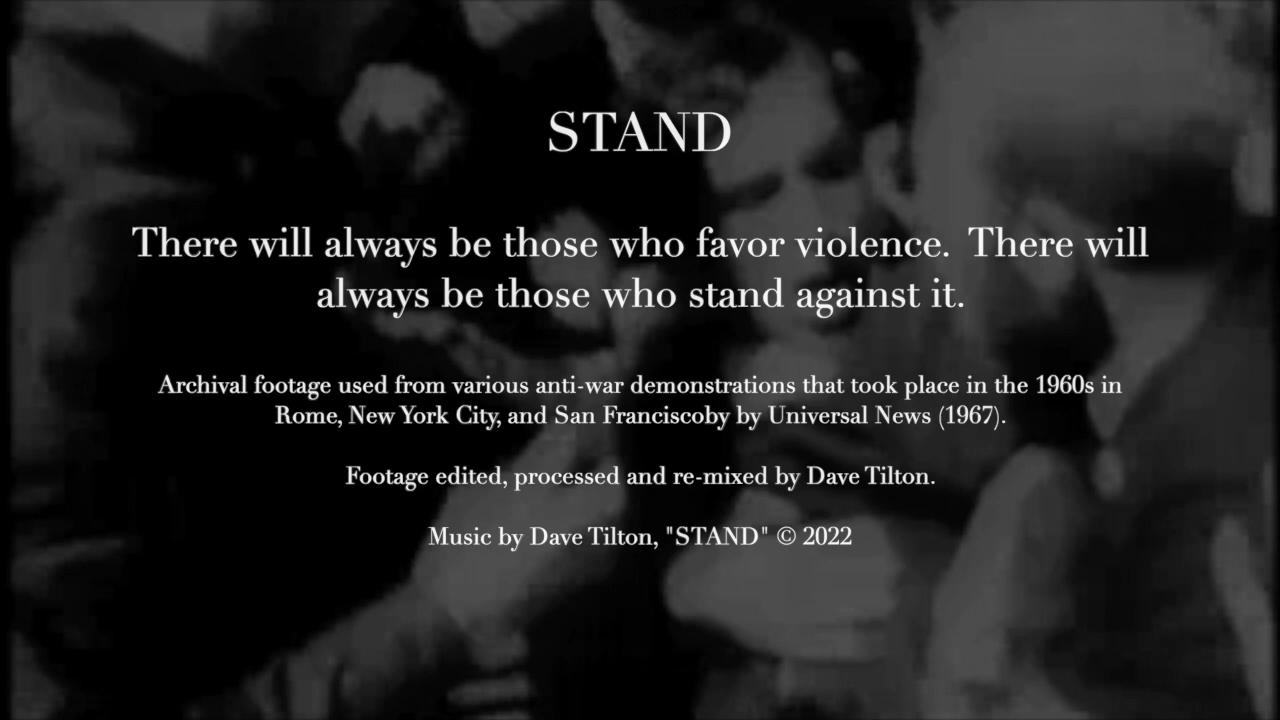 STAND
There will always be those who favor violence. There will
always be those who stand against it.
Archival footage used from various anti-war demonstrations that took place in the 1960s in
Rome, New York City, and San Franciscoby by Universal News (1967).
Footage edited, processed and re-mixed by Dave Tilton.
Music by Dave Tilton, "STAND" © 2022